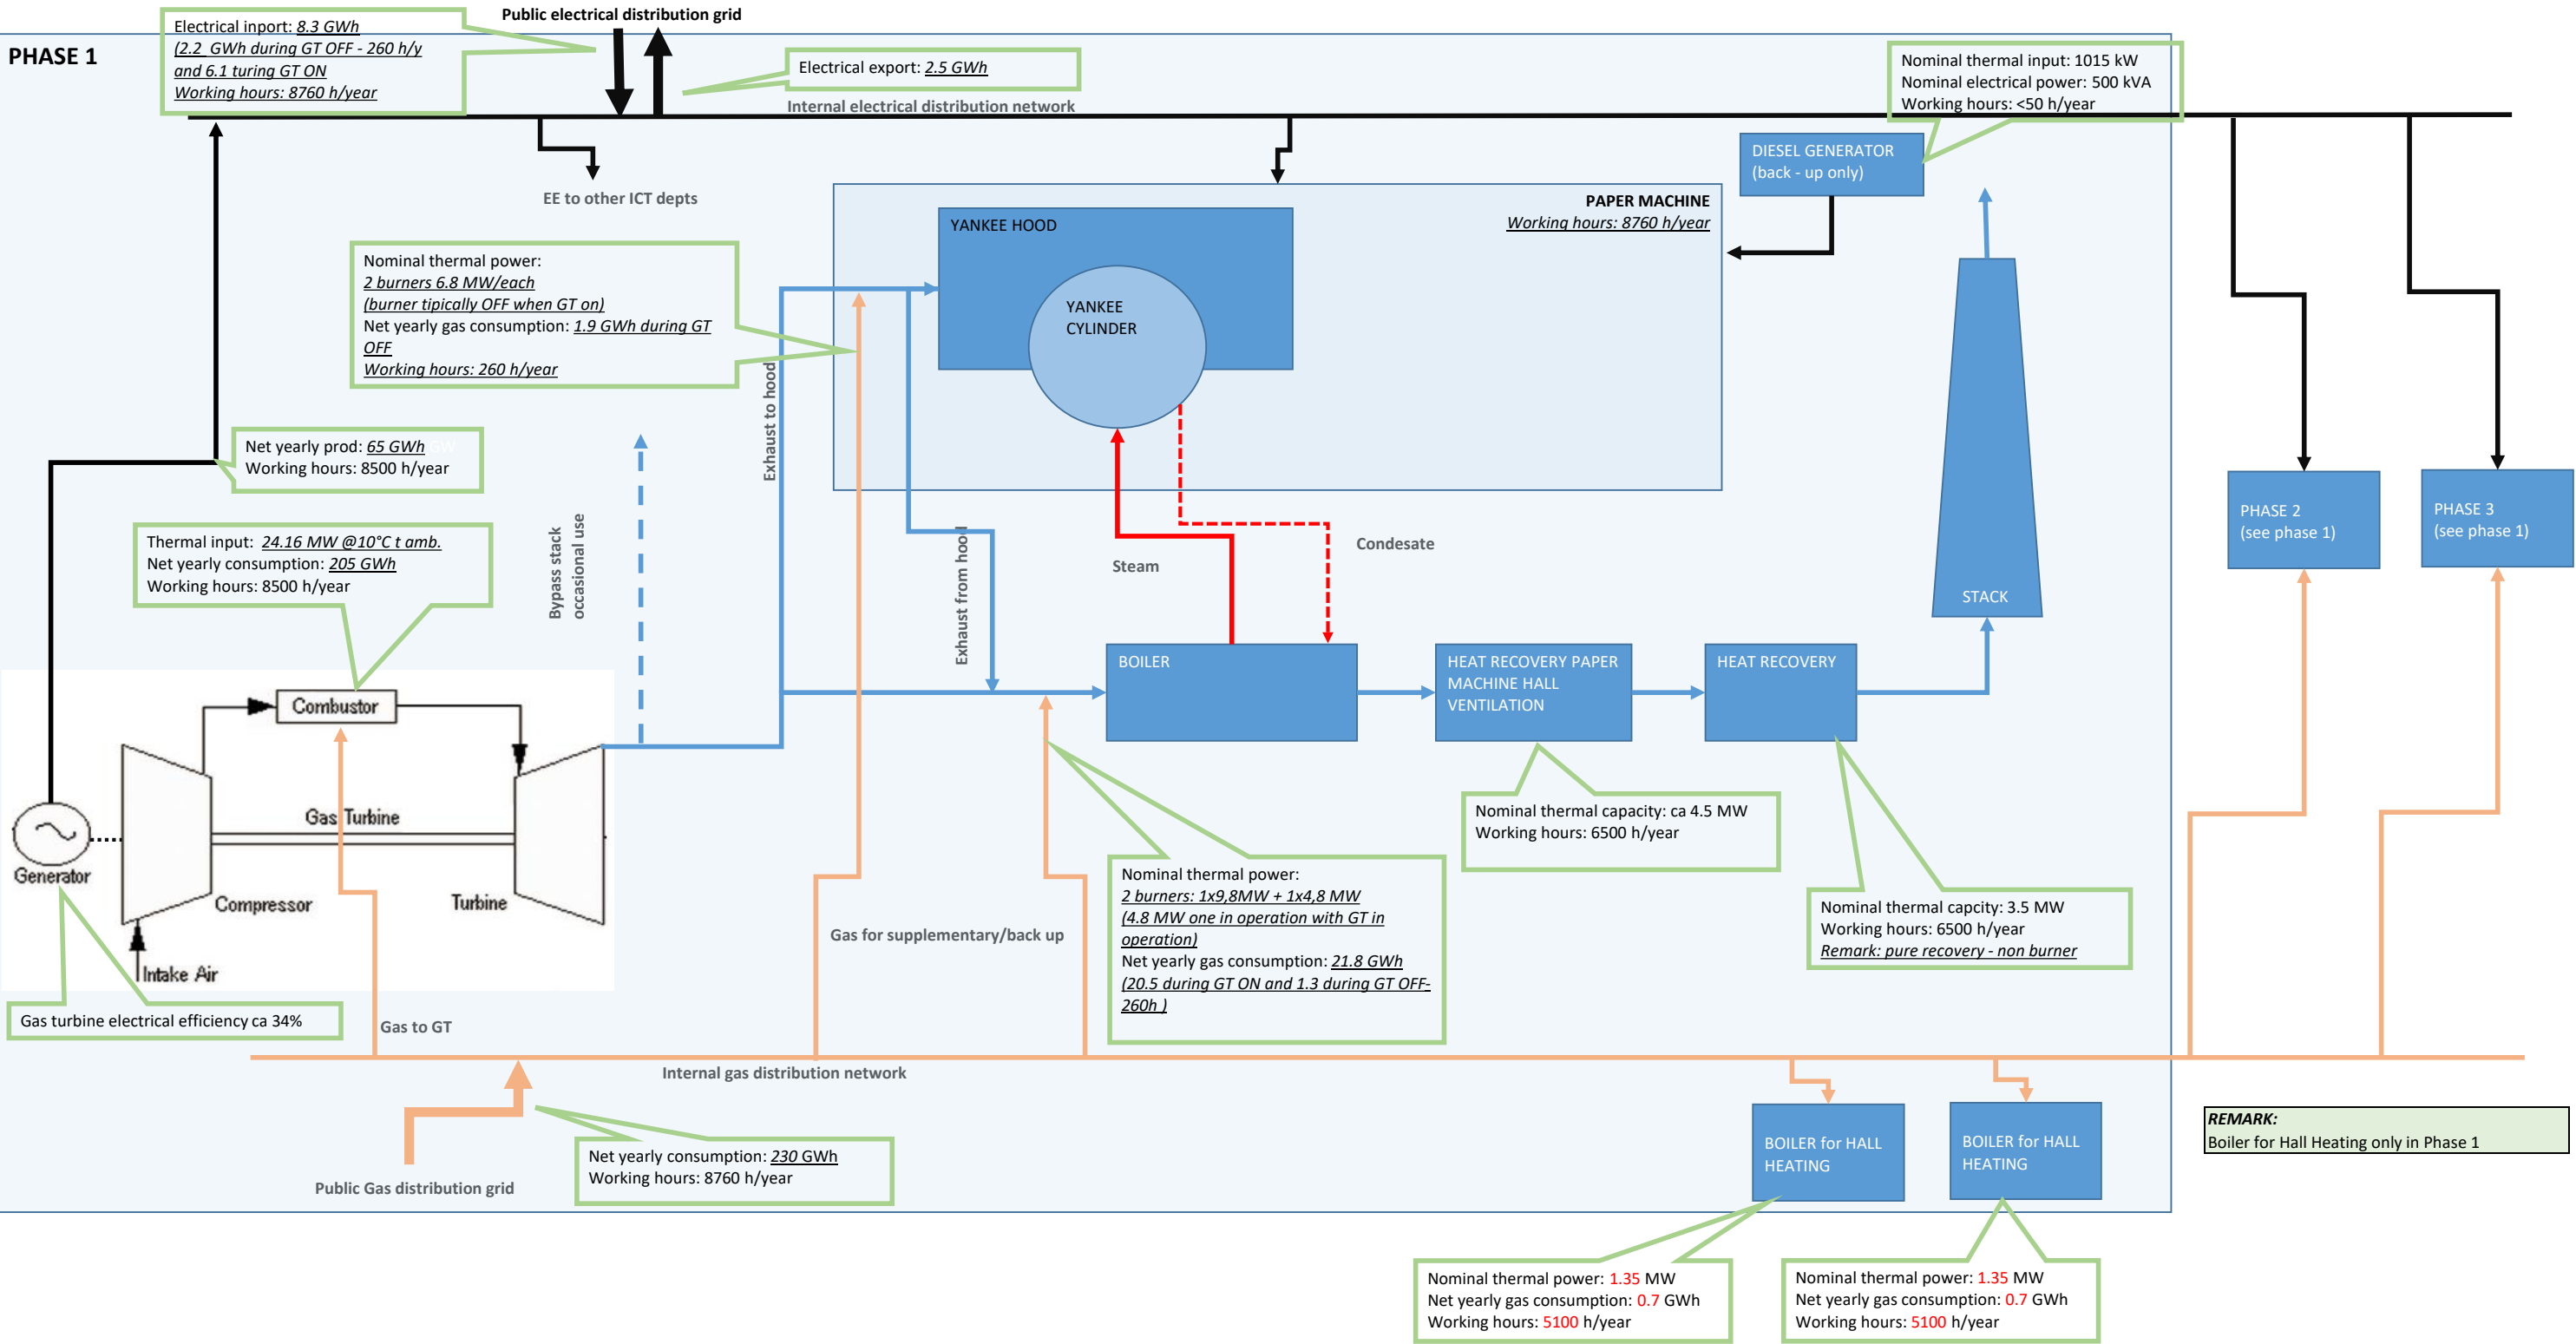 Public electrical distribution grid
PHASE 1
Electrical inport: 8.3 GWh
(2.2 GWh during GT OFF - 260 h/y
and 6.1 turing GT ON
Working hours: 8760 h/year
Electrical export: 2.5 GWh
Internal electrical distribution network
Nominal thermal input: 1015 kW
Nominal electrical power: 500 kVA
Working hours: <50 h/year
DIESEL GENERATOR
(back - up only)
EE to other ICT depts
PAPER MACHINE
Working hours: 8760 h/year
YANKEE HOOD
YANKEE
CYLINDER
Nominal thermal power:
2 burners 6.8 MW/each
(burner tipically OFF when GT on)
Net yearly gas consumption: 1.9 GWh during GT
OFF
Working hours: 260 h/year
Exhaust to hood
Net yearly prod: 65 GWh GW
Working hours: 8500 h/year
Thermal input: 24.16 MW @10°C t amb.
Net yearly consumption: 205 GWh
Working hours: 8500 h/year
Bypass stack
occasional use
Exhaust from hood
Steam
Condesate
PHASE 2
(see phase 1)
PHASE 3
(see phase 1)
STACK
BOILER
HEAT RECOVERY PAPER
MACHINE HALL
VENTILATION
HEAT RECOVERY
Combustor
Gas Turbine
Generator
Compressor
Turbine
Intake Air
Nominal thermal capacity: ca 4.5 MW
Working hours: 6500 h/year
Nominal thermal power:
2 burners: 1x9,8MW + 1x4,8 MW
(4.8 MW one in operation with GT in
operation)
Net yearly gas consumption: 21.8 GWh
(20.5 during GT ON and 1.3 during GT OFF-
260h )
Nominal thermal capcity: 3.5 MW
Working hours: 6500 h/year
Remark: pure recovery - non burner
Gas for supplementary/back up
Gas turbine electrical efficiency ca 34%
Gas to GT
Internal gas distribution network
Public Gas distribution grid
Net yearly consumption: 230 GWh
Working hours: 8760 h/year
BOILER for HALL
HEATING
BOILER for HALL
HEATING
REMARK:
Boiler for Hall Heating only in Phase 1
Nominal thermal power: 1.35 MW
Net yearly gas consumption: 0.7 GWh
Working hours: 5100 h/year
Nominal thermal power: 1.35 MW
Net yearly gas consumption: 0.7 GWh
Working hours: 5100 h/year